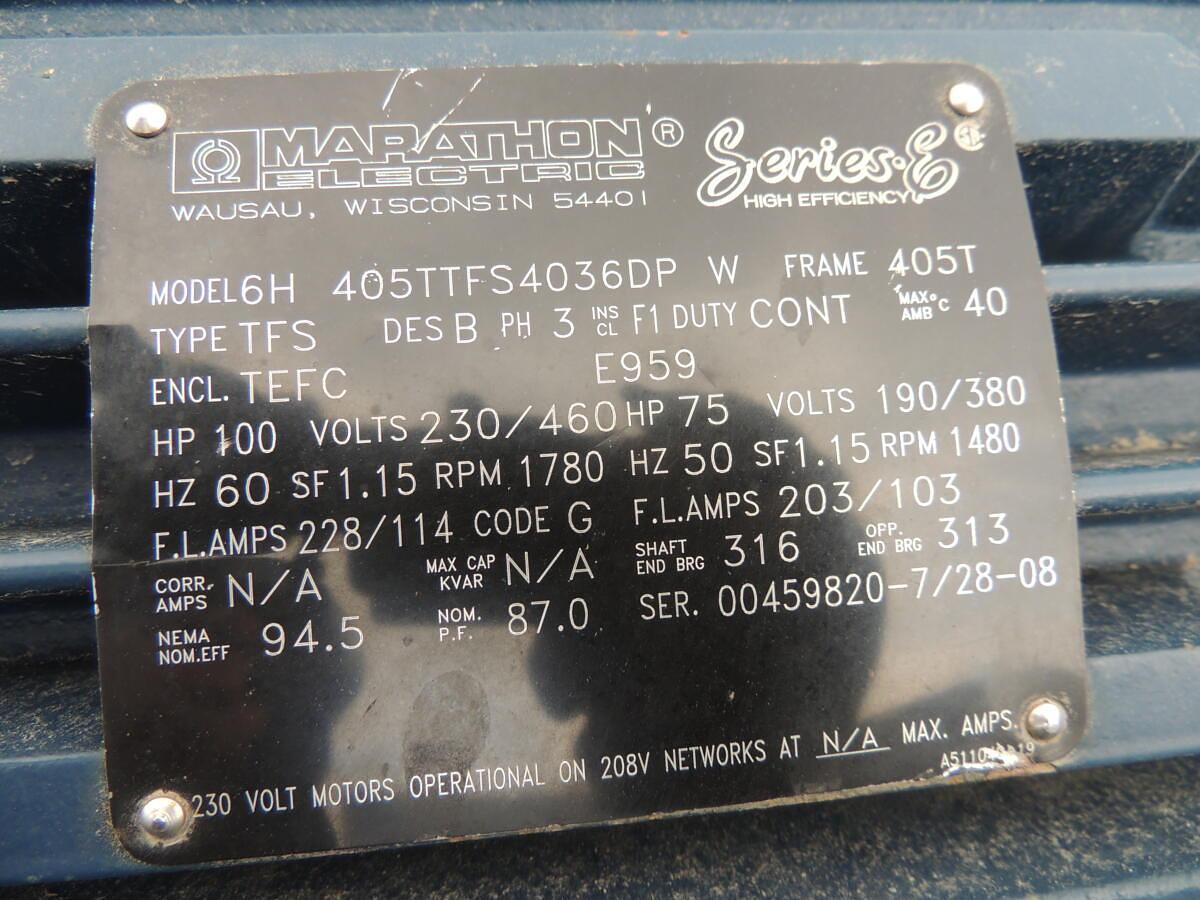 MARATHON ® Series·E SA
ELECTRIC HIGH EFFICIENCY
WAUSAU, WISCONSIN 54401
MODEL 6H 405TTFS4036DP W FRAME 405T
TYPE TFS DES B PH 3 INS CL F1 DUTY CONT MAX AMB °C 40
ENCL. TEFC E959
HP 100 VOLTS 230/460 HP 75 VOLTS 190/380
HZ 60 SF 1.15 RPM 1780 HZ 50 SF 1.15 RPM 1480
F.L.AMPS 228/114 CODE G F.L.AMPS 203/103
CORR. AMPS N/A MAX CAP KVAR N/A SHAFT END BRG 316 OPP. END BRG 313
NEMA NOM.EFF 94.5 NOM. P.F. 87.0 SER. 00459820-7/28-08
230 VOLT MOTORS OPERATIONAL ON 208V NETWORKS AT N/A MAX. AMPS.